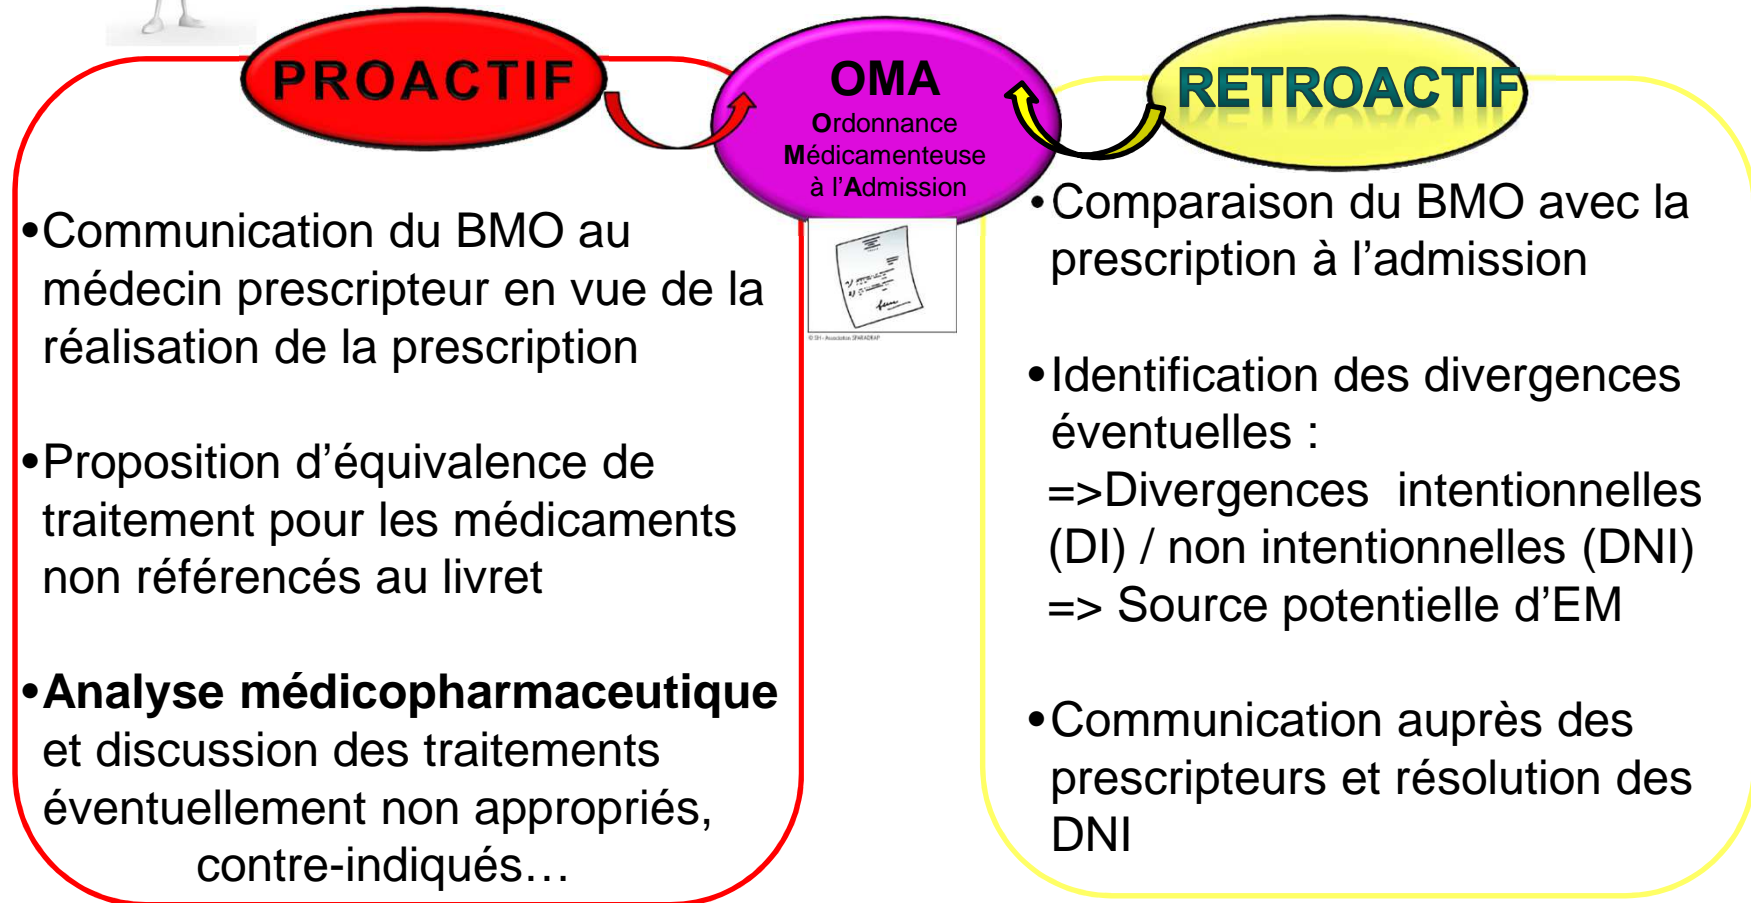 PROACTIF
•Communication du BMO au
médecin prescripteur en vue de la
réalisation de la prescription
•Proposition d’équivalence de
traitement pour les médicaments
non référencés au livret
•Analyse médicopharmaceutique
et discussion des traitements
éventuellement non appropriés,
contre-indiqués…
OMA
Ordonnance
Médicamenteuse
à l’Admission
© SH - Association SPARADRAP
RETROACTIF
•Comparaison du BMO avec la
prescription à l’admission
•Identification des divergences
éventuelles :
=>Divergences intentionnelles
(DI) / non intentionnelles (DNI)
=> Source potentielle d’EM
•Communication auprès des
prescripteurs et résolution des
DNI